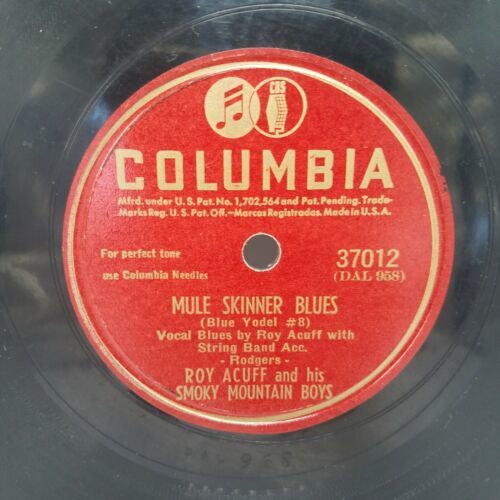 CBS
COLUMBIA
Mfrd. under U.S. Pat. No. 1,702,564 and Pat. Pending. Trade-
Marks Reg. U.S. Pat. Off.—Marcas Registradas. Made in U.S.A.
For perfect tone
use Columbia Needles
37012
(DAL 958)
MULE SKINNER BLUES
(Blue Yodel #8)
Vocal Blues by Roy Acuff with
String Band Acc.
- Rodgers -
ROY ACUFF and his
SMOKY MOUNTAIN BOYS